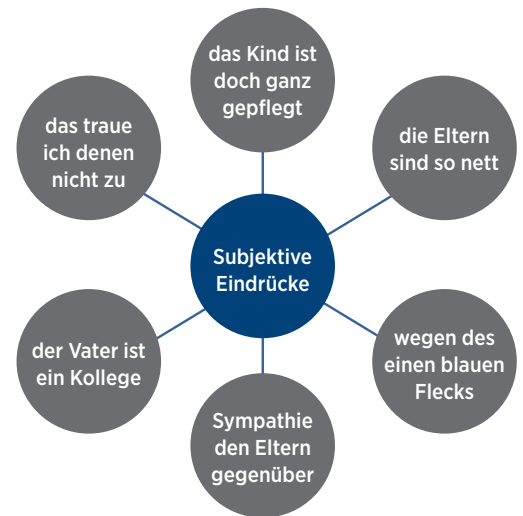 das Kind ist
doch ganz
gepflegt
das traue
ich denen
nicht zu
die Eltern
sind so nett
Subjektive
Eindrücke
der Vater ist
ein Kollege
wegen des
einen blauen
Flecks
Sympathie
den Eltern
gegenüber